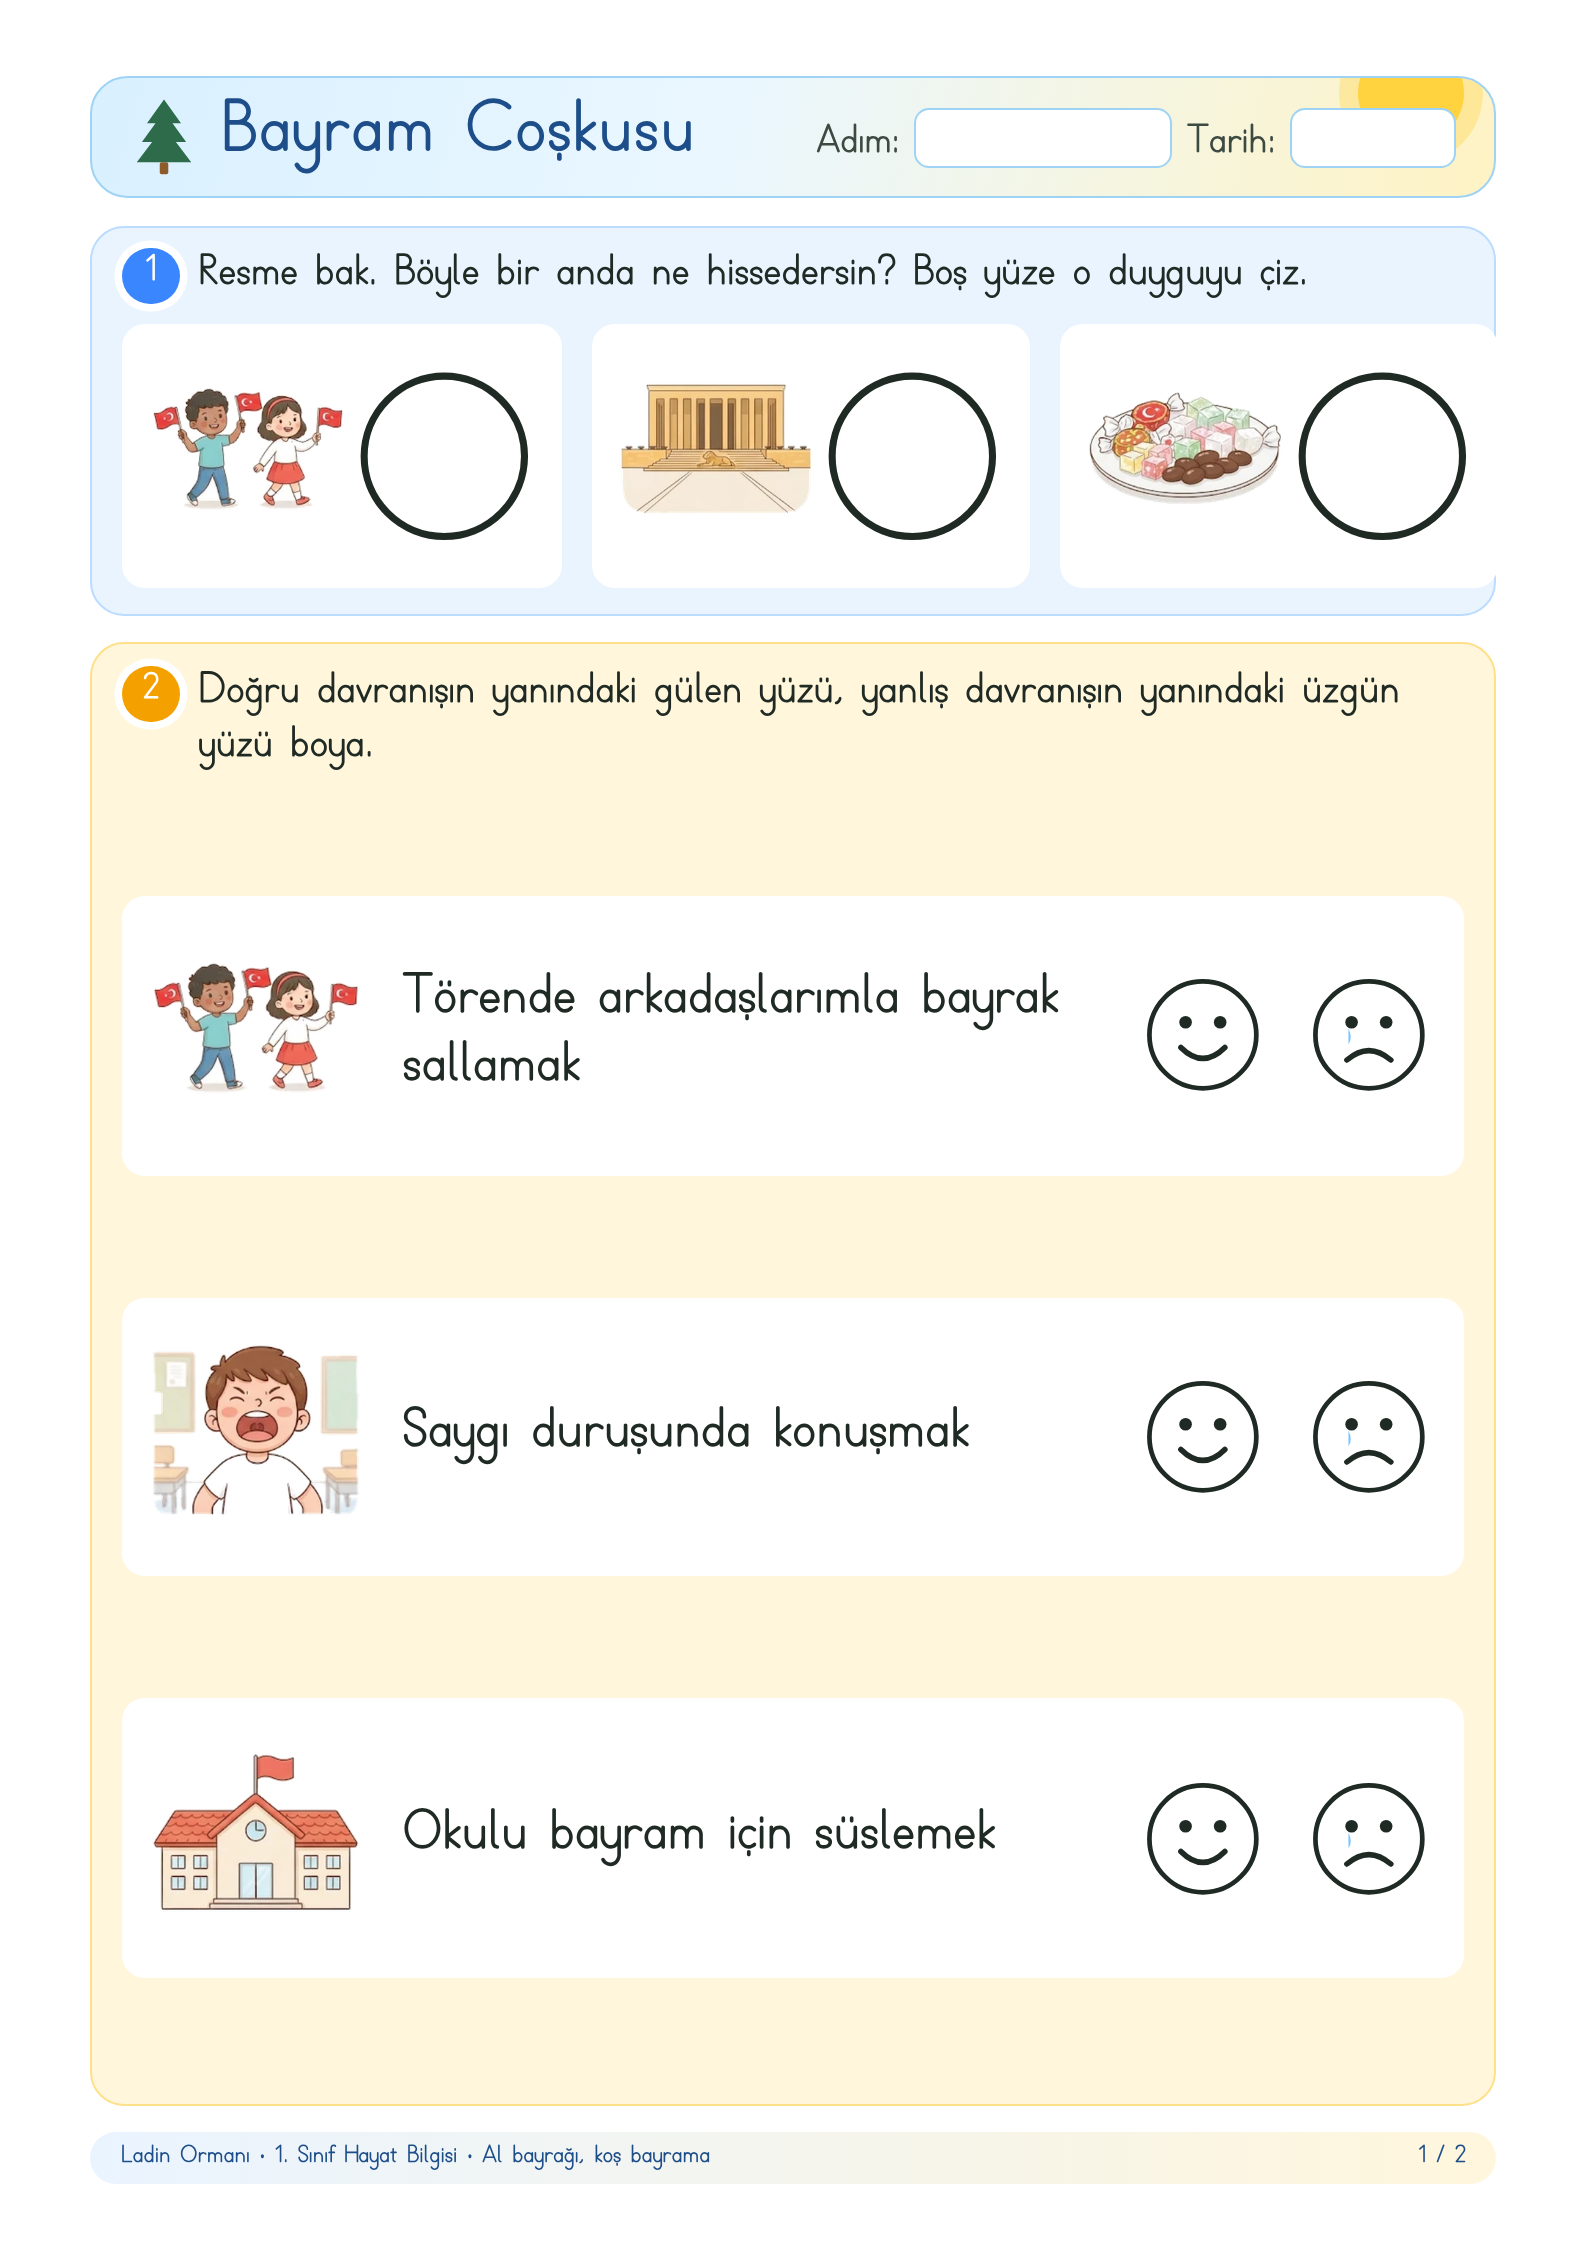 Bayram Coşkusu
Adım:
Tarih:
1
Resme bak. Böyle bir anda ne hissedersin? Boş yüze o duyguyu çiz.
2
Doğru davranışın yanındaki gülen yüzü, yanlış davranışın yanındaki üzgün
yüzü boya.
Törende arkadaşlarımla bayrak
sallamak
Saygı duruşunda konuşmak
Okulu bayram için süslemek
Ladin Ormanı • 1. Sınıf Hayat Bilgisi • Al bayrağı, koş bayrama
1 / 2